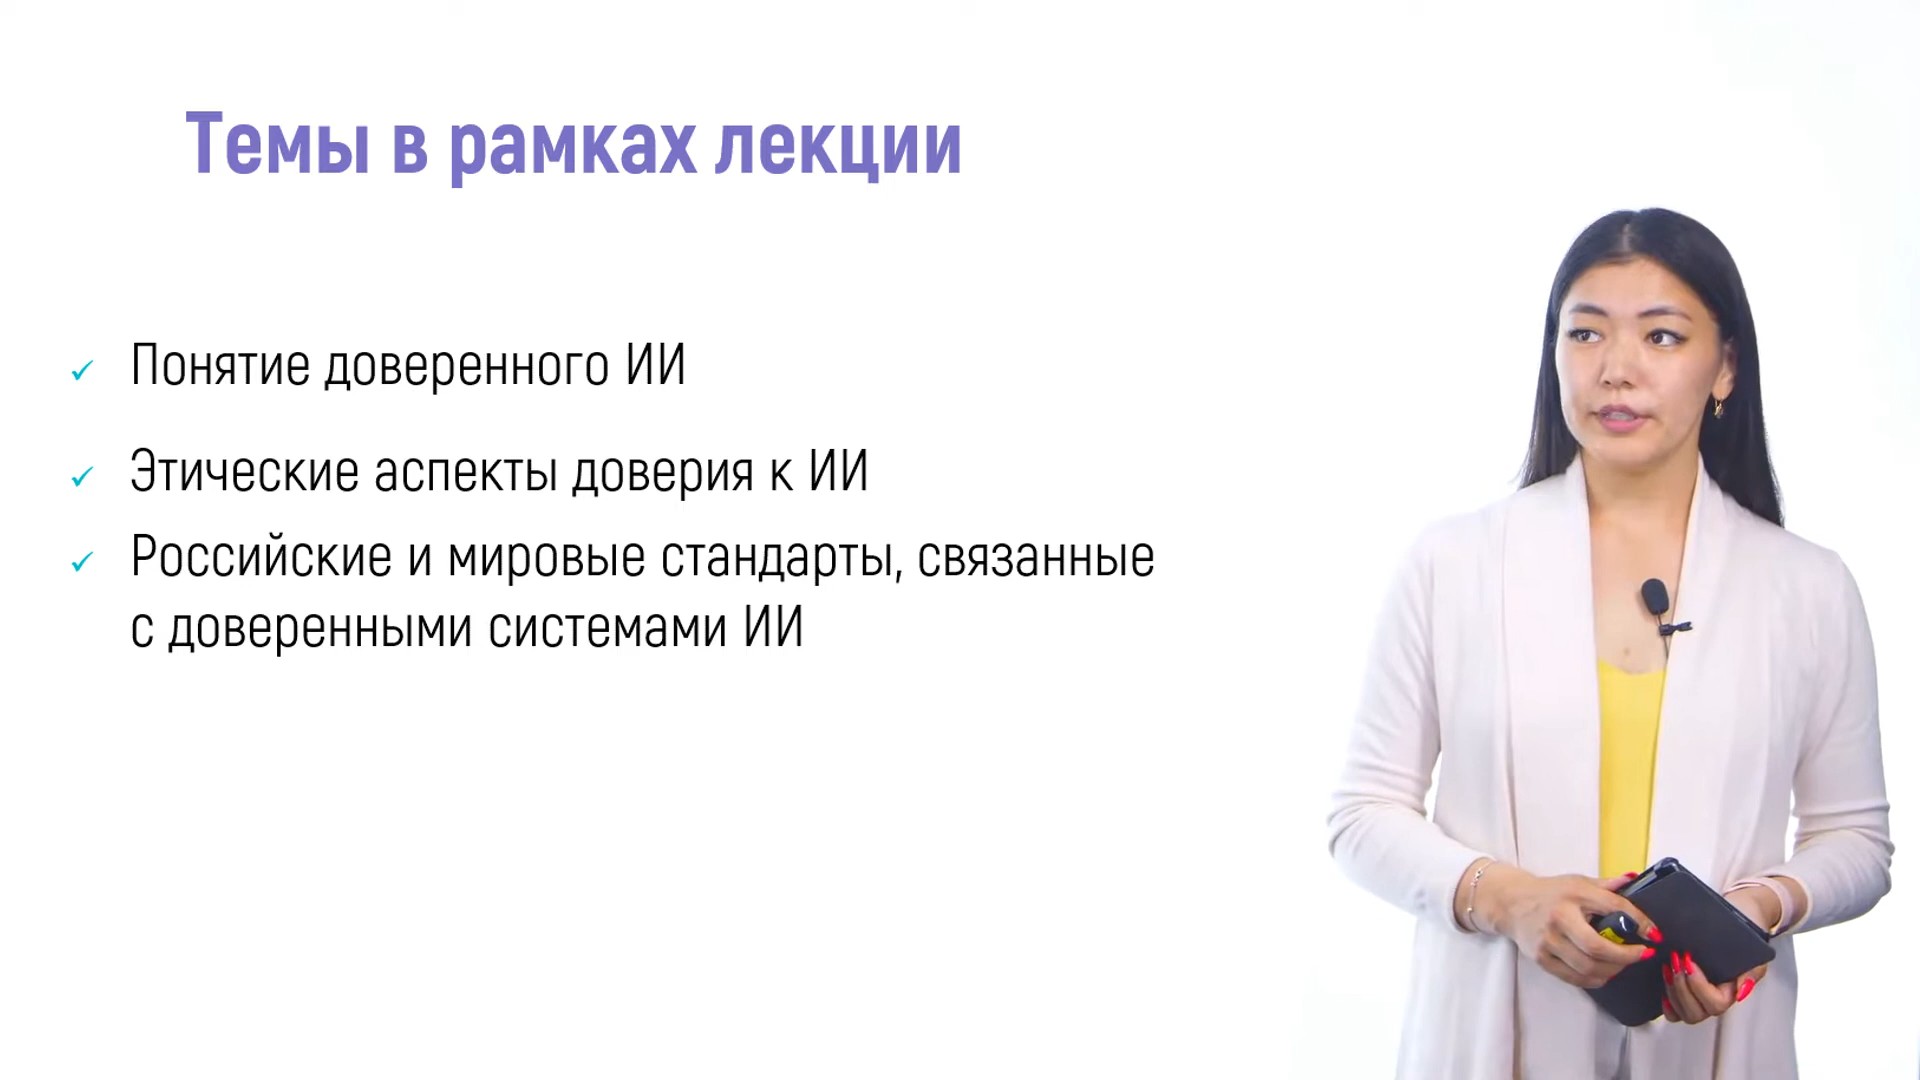 Темы в рамках лекции
Понятие доверенного ИИ
Этические аспекты доверия к ИИ
Российские и мировые стандарты, связанные
с доверенными системами ИИ